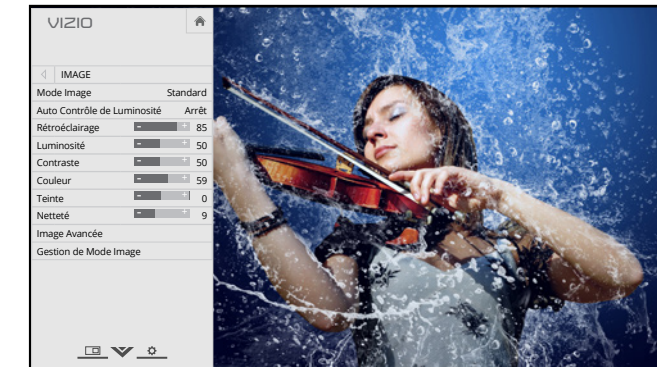 VIZIO
IMAGE
Mode Image Standard
Auto Contrôle de Luminosité Arrêt
Rétroéclairage - + 85
Luminosité - + 50
Contraste - + 50
Couleur - + 59
Teinte - + 0
Netteté - + 9
Image Avancée
Gestion de Mode Image